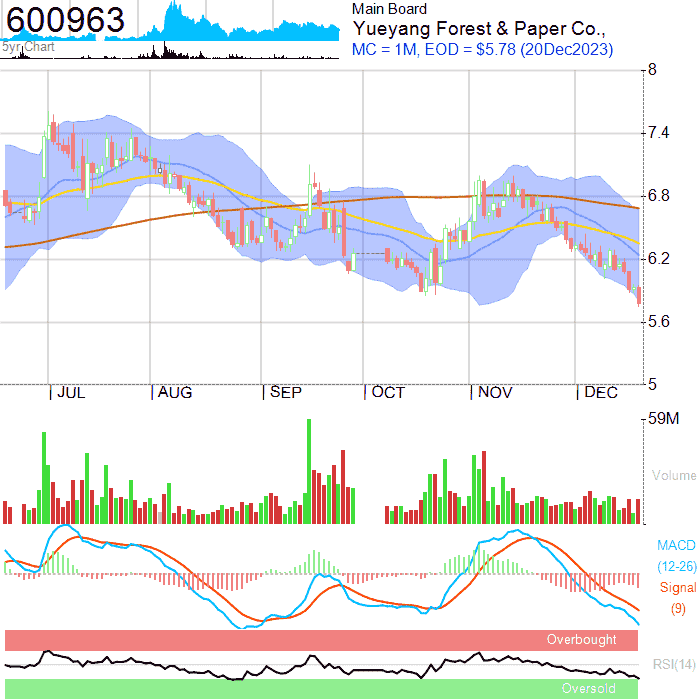 600963
5yr Chart
Main Board
Yueyang Forest & Paper Co.,
MC = 1M, EOD = $5.78 (20Dec2023)
8
7.4
6.8
6.2
5.6
5
JUL
AUG
SEP
OCT
NOV
DEC
59M
Volume
MACD
(12-26)
Signal
(9)
Overbought
RSI(14)
Oversold